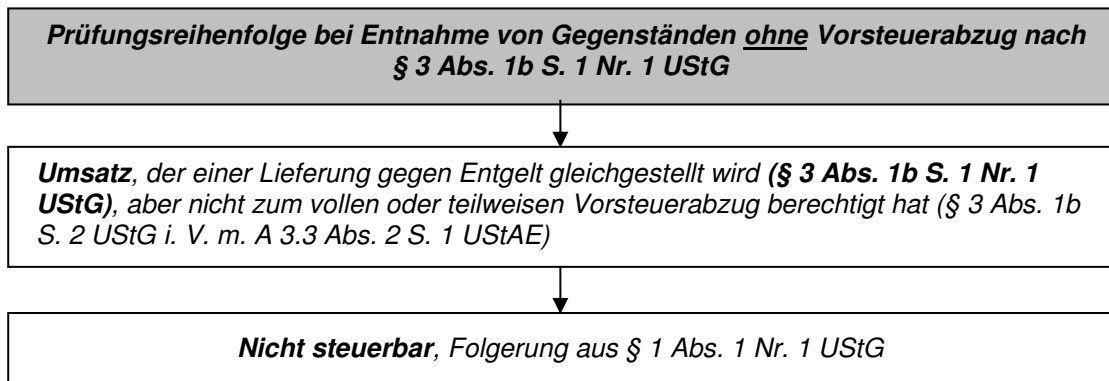 Prüfungsreihenfolge bei Entnahme von Gegenständen ohne Vorsteuerabzug nach
§ 3 Abs. 1b S. 1 Nr. 1 UStG
Umsatz, der einer Lieferung gegen Entgelt gleichgestellt wird (§ 3 Abs. 1b S. 1 Nr. 1
UStG), aber nicht zum vollen oder teilweisen Vorsteuerabzug berechtigt hat (§ 3 Abs. 1b
S. 2 UStG i. V. m. A 3.3 Abs. 2 S. 1 UStAE)
Nicht steuerbar, Folgerung aus § 1 Abs. 1 Nr. 1 UStG